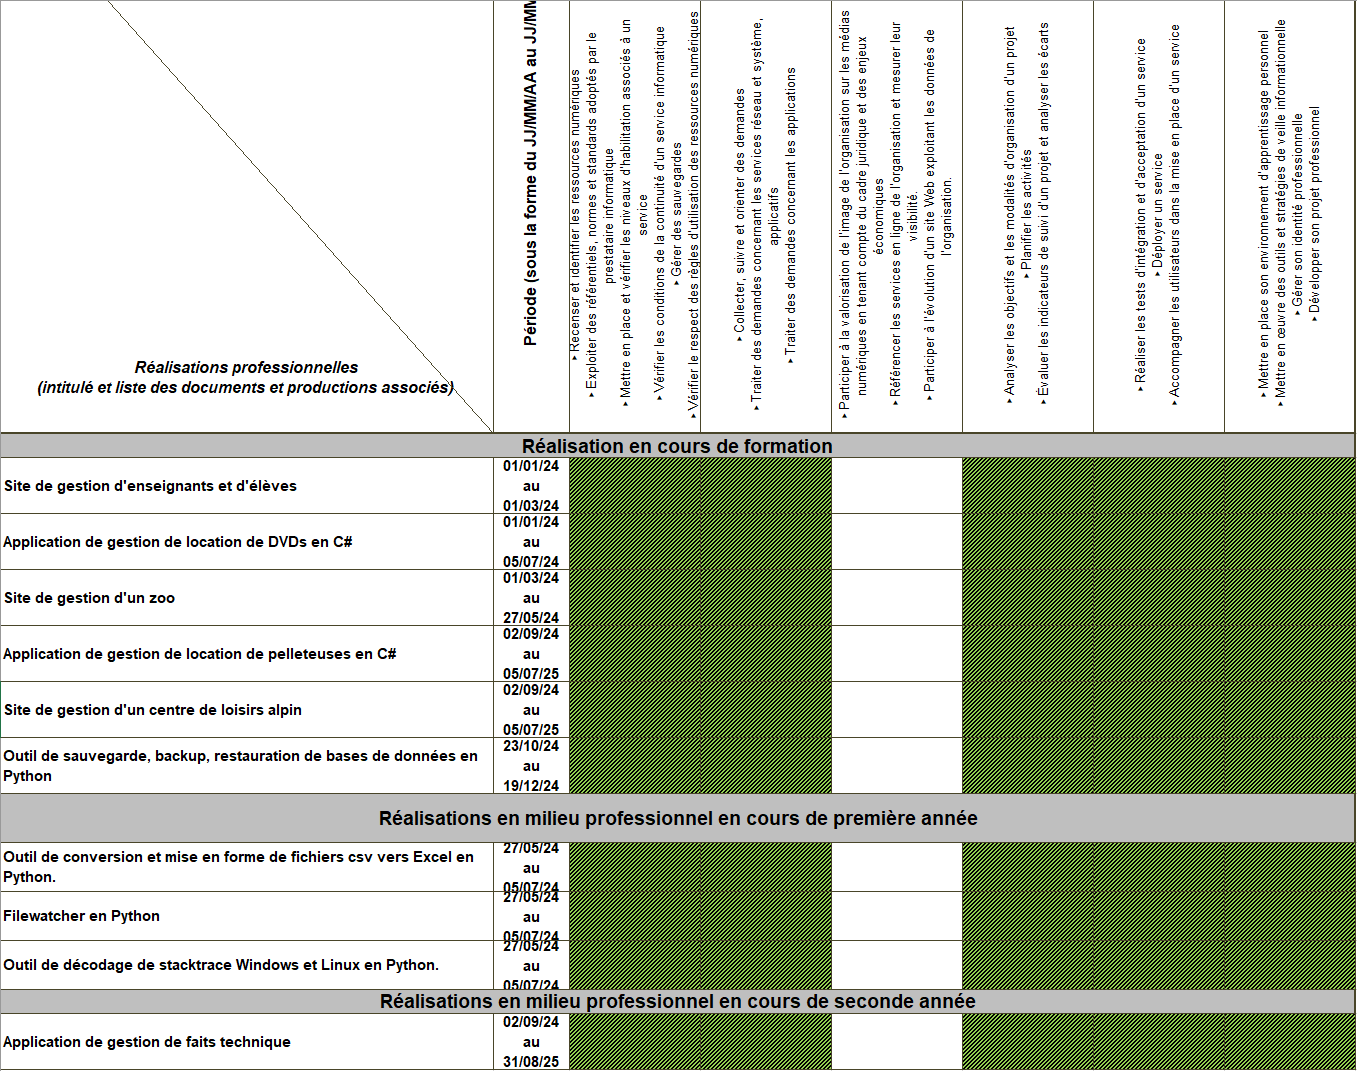 Réalisations professionnelles
(intitulé et liste des documents et productions associés)
Période (sous la forme du JJ/MM/AA au JJ/MM
‣ Recenser et identifier les ressources numériques
‣ Exploiter des référentiels, normes et standards adoptés par le
prestataire informatique
‣ Mettre en place et vérifier les niveaux d'habilitation associés à un
service
‣ Vérifier les conditions de la continuité d'un service informatique
‣ Gérer des sauvegardes
‣ Vérifier le respect des règles d'utilisation des ressources numériques
‣ Collecter, suivre et orienter des demandes
‣ Traiter des demandes concernant les services réseau et système,
applicatifs
‣ Traiter des demandes concernant les applications
‣ Participer à la valorisation de l'image de l'organisation sur les médias
numériques en tenant compte du cadre juridique et des enjeux
économiques
‣ Référencer les services en ligne de l'organisation et mesurer leur
visibilité.
‣ Participer à l'évolution d'un site Web exploitant les données de
l'organisation.
‣ Analyser les objectifs et les modalités d'organisation d'un projet
‣ Planifier les activités
‣ Évaluer les indicateurs de suivi d'un projet et analyser les écarts
‣ Réaliser les tests d'intégration et d'acceptation d'un service
‣ Déployer un service
‣ Accompagner les utilisateurs dans la mise en place d'un service
‣ Mettre en place son environnement d'apprentissage personnel
‣ Mettre en œuvre des outils et stratégies de veille informationnelle
‣ Gérer son identité professionnelle
‣ Développer son projet professionnel
Réalisation en cours de formation
Site de gestion d'enseignants et d'élèves
01/01/24
au
01/03/24
Application de gestion de location de DVDs en C#
01/01/24
au
05/07/24
Site de gestion d'un zoo
01/03/24
au
27/05/24
Application de gestion de location de pelleteuses en C#
02/09/24
au
05/07/25
Site de gestion d'un centre de loisirs alpin
02/09/24
au
05/07/25
Outil de sauvegarde, backup, restauration de bases de données en
Python
23/10/24
au
19/12/24
Réalisations en milieu professionnel en cours de première année
Outil de conversion et mise en forme de fichiers csv vers Excel en
Python.
27/05/24
au
05/07/24
Filewatcher en Python
27/05/24
au
05/07/24
Outil de décodage de stacktrace Windows et Linux en Python.
27/05/24
au
05/07/24
Réalisations en milieu professionnel en cours de seconde année
Application de gestion de faits technique
02/09/24
au
31/08/25